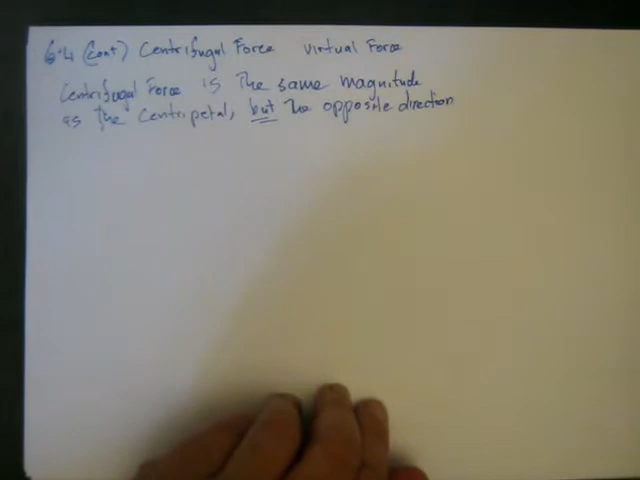 6.4 (cont) Centrifugal Force virtual Force
Centrifugal Force is the same magnitude
as the Centripetal, but the opposite direction